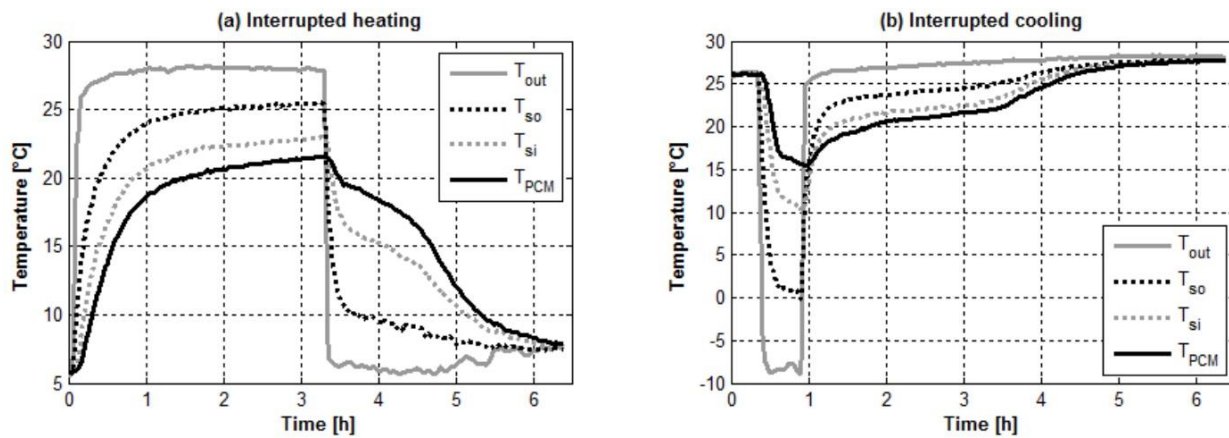 (a) Interrupted heating
30
25
20
15
10
5
Temperature [°C]
0 1 2 3 4 5 6
Time [h]
T_out
T_so
T_si
T_PCM
(b) Interrupted cooling
30
25
20
15
10
5
0
-5
-10
Temperature [°C]
0 1 2 3 4 5 6
Time [h]
T_out
T_so
T_si
T_PCM